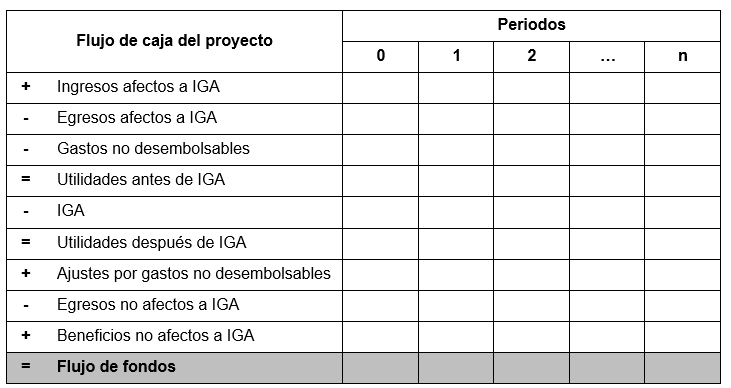 Flujo de caja del proyecto
Periodos
0 1 2 … n
+ Ingresos afectos a IGA
- Egresos afectos a IGA
- Gastos no desembolsables
= Utilidades antes de IGA
- IGA
= Utilidades después de IGA
+ Ajustes por gastos no desembolsables
- Egresos no afectos a IGA
+ Beneficios no afectos a IGA
= Flujo de fondos